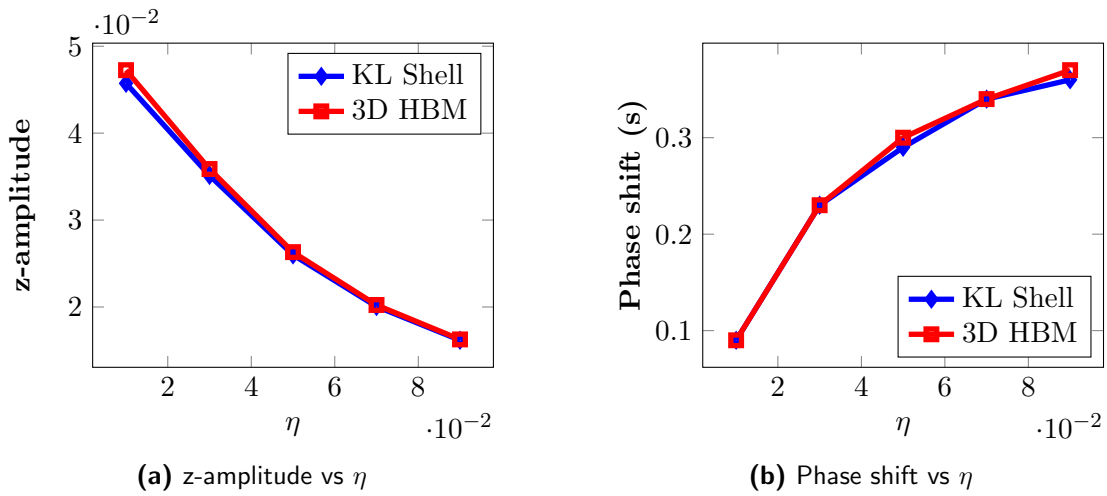 ·10⁻²
5
4
3
2
z-amplitude
KL Shell
3D HBM
2 4 6 8
η
·10⁻²
(a) z-amplitude vs η
0.3
0.2
0.1
Phase shift (s)
KL Shell
3D HBM
2 4 6 8
η
·10⁻²
(b) Phase shift vs η